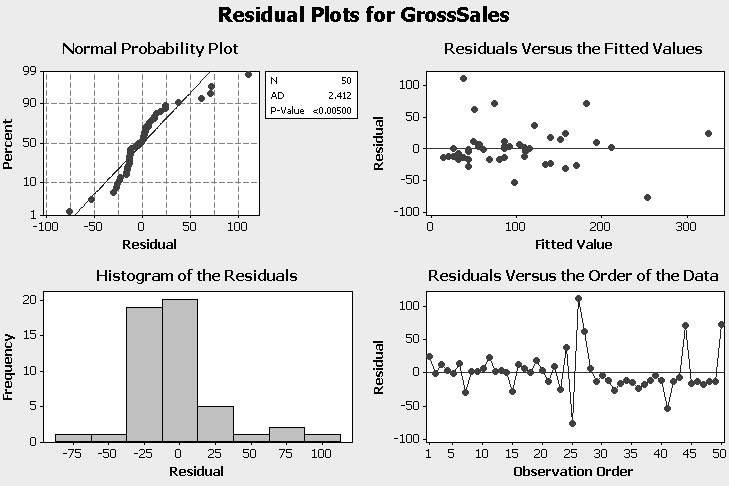 Residual Plots for GrossSales
Normal Probability Plot
99
90
50
10
1
Percent
-100 -50 0 50 100
Residual
N 50
AD 2.412
P-Value <0.00500
Residuals Versus the Fitted Values
100
50
0
-50
-100
Residual
0 100 200 300
Fitted Value
Histogram of the Residuals
20
15
10
5
0
Frequency
-75 -50 -25 0 25 50 75 100
Residual
Residuals Versus the Order of the Data
100
50
0
-50
-100
Residual
1 5 10 15 20 25 30 35 40 45 50
Observation Order